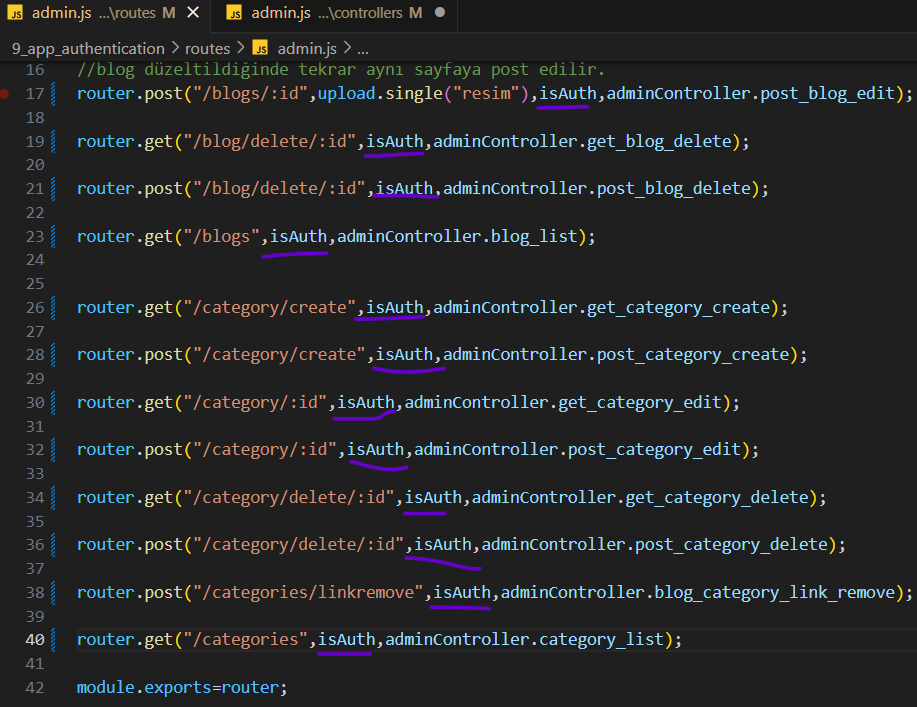 JS admin.js ...\routes M ✕ JS admin.js ...\controllers M ●
9_app_authentication > routes > JS admin.js > ...
16 //blog düzeltildiğinde tekrar aynı sayfaya post edilir.
17 router.post("/blogs/:id",upload.single("resim"),isAuth,adminController.post_blog_edit);
18
19 router.get("/blog/delete/:id",isAuth,adminController.get_blog_delete);
20
21 router.post("/blog/delete/:id",isAuth,adminController.post_blog_delete);
22
23 router.get("/blogs",isAuth,adminController.blog_list);
24
25
26 router.get("/category/create",isAuth,adminController.get_category_create);
27
28 router.post("/category/create",isAuth,adminController.post_category_create);
29
30 router.get("/category/:id",isAuth,adminController.get_category_edit);
31
32 router.post("/category/:id",isAuth,adminController.post_category_edit);
33
34 router.get("/category/delete/:id",isAuth,adminController.get_category_delete);
35
36 router.post("/category/delete/:id",isAuth,adminController.post_category_delete);
37
38 router.post("/categories/linkremove",isAuth,adminController.blog_category_link_remove);
39
40 router.get("/categories",isAuth,adminController.category_list);
41
42 module.exports=router;